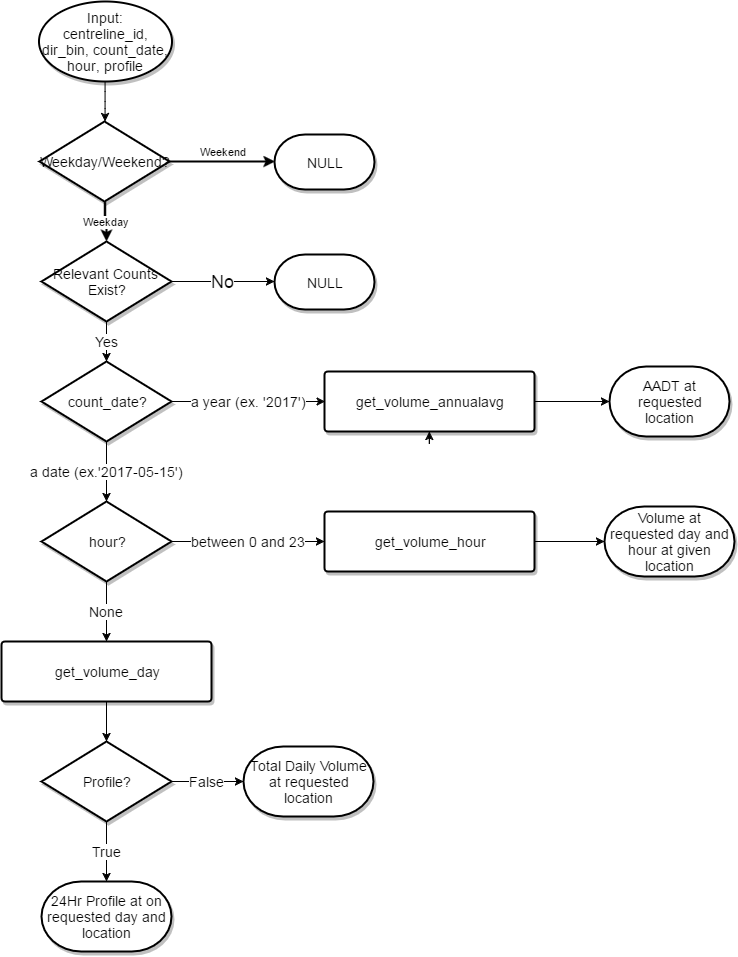 Input:
centreline_id,
dir_bin, count_date,
hour, profile
Weekday/Weekend?
Weekend
NULL
Weekday
Relevant Counts
Exist?
No
NULL
Yes
count_date?
a year (ex. '2017')
get_volume_annualavg
AADT at
requested
location
a date (ex.'2017-05-15')
hour?
between 0 and 23
get_volume_hour
Volume at
requested day and
hour at given
location
None
get_volume_day
Profile?
False
Total Daily Volume
at requested
location
True
24Hr Profile at on
requested day and
location